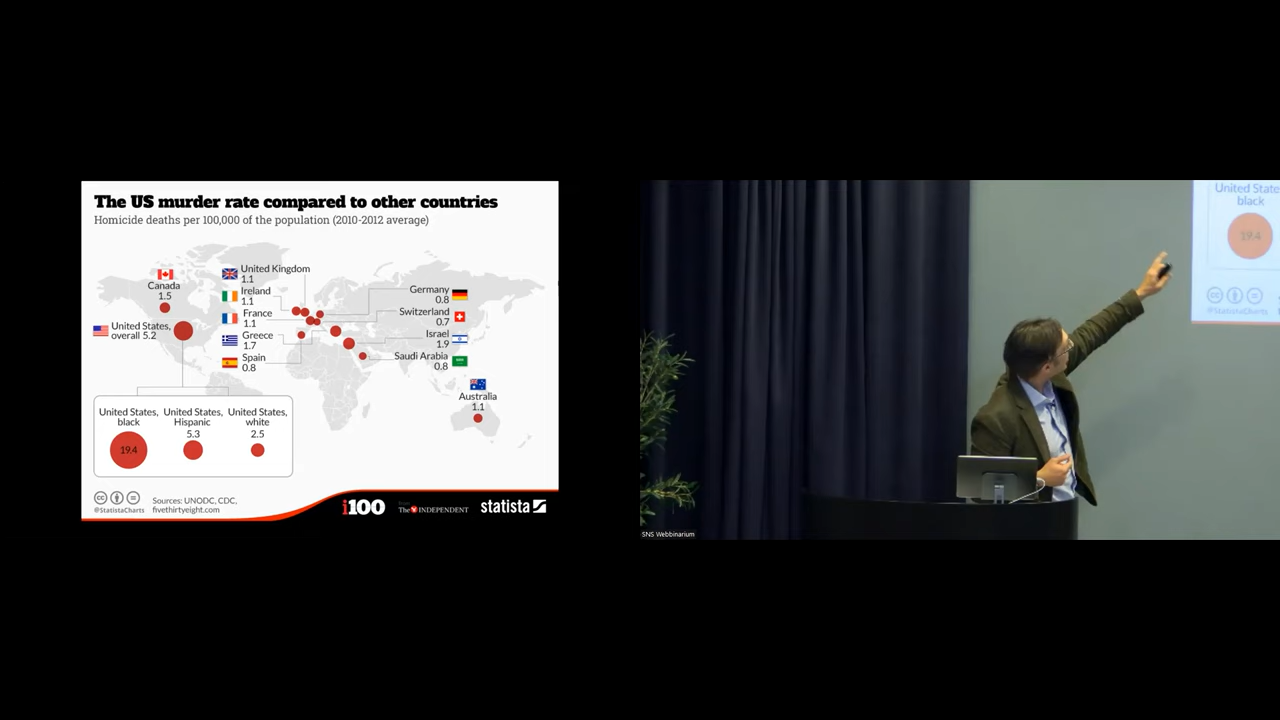 The US murder rate compared to other countries
Homicide deaths per 100,000 of the population (2010-2012 average)
Canada
1.5
United States,
overall 5.2
United Kingdom
1.1
Ireland
1.1
France
1.1
Greece
1.7
Spain
0.8
Germany
0.8
Switzerland
0.7
Israel
1.9
Saudi Arabia
0.8
Australia
1.1
United States,
black
19.4
United States,
Hispanic
5.3
United States,
white
2.5
@StatistaCharts
Sources: UNODC, CDC,
fivethirtyeight.com
i100
The INDEPENDENT
statista
United State
black
19.4
@StatistaCharts
SNS Webbinarium